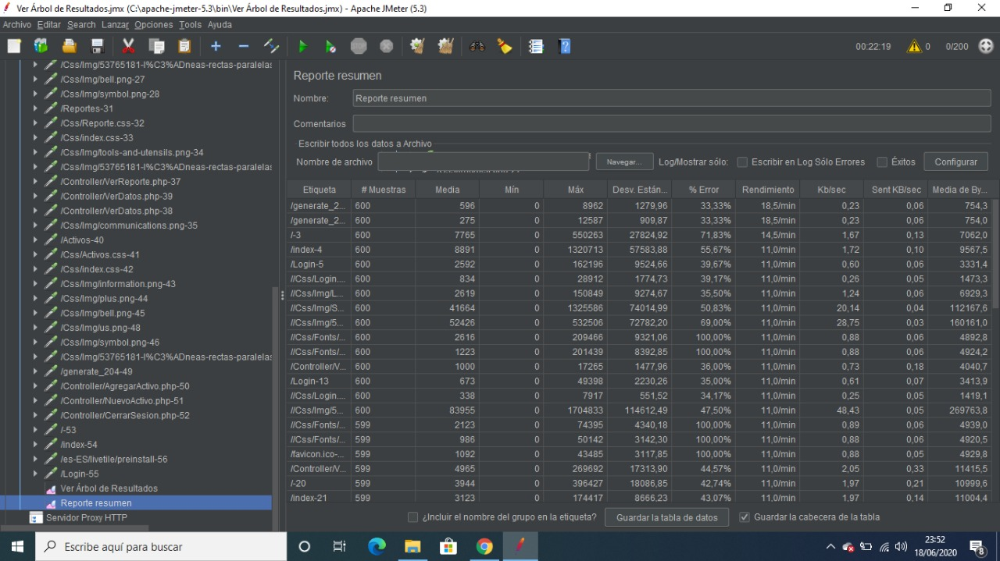 Ver Árbol de Resultados.jmx (C:\apache-jmeter-5.3\bin\Ver Árbol de Resultados.jmx) - Apache JMeter (5.3)
Archivo Editar Search Lanzar Opciones Tools Ayuda
00:22:19 0 0/200
/Css/Img/53765181-l%C3%ADneas-rectas-paralelas
/Css/Img/bell.png-27
/Css/Img/symbol.png-28
/Reportes-31
/Css/Reporte.css-32
/Css/index.css-33
/Css/Img/tools-and-utensils.png-34
/Css/Img/53765181-l%C3%ADneas-rectas-paralelas
/Controller/VerReporte.php-37
/Controller/VerDatos.php-39
/Controller/VerDatos.php-38
/Css/Img/communications.png-35
/Activos-40
/Css/Activos.css-41
/Css/index.css-42
/Css/Img/information.png-43
/Css/Img/plus.png-44
/Css/Img/bell.png-45
/Css/Img/us.png-48
/Css/Img/symbol.png-46
/Css/Img/53765181-l%C3%ADneas-rectas-paralelas
/generate_204-49
/Controller/AgregarActivo.php-50
/Controller/NuevoActivo.php-51
/Controller/CerrarSesion.php-52
/-53
/index-54
/es-ES/livetile/preinstall-56
/Login-55
Ver Árbol de Resultados
Reporte resumen
Servidor Proxy HTTP
Reporte resumen
Nombre: Reporte resumen
Comentarios
Escribir todos los datos a Archivo
Nombre de archivo Navegar... Log/Mostrar sólo: Escribir en Log Sólo Errores Éxitos Configurar
Etiqueta # Muestras Media Mín Máx Desv. Están... % Error Rendimiento Kb/sec Sent KB/sec Media de By...
/generate_2... 600 596 0 8962 1279,96 33,33% 18,5/min 0,23 0,06 754,3
/generate_2... 600 275 0 12587 909,87 33,33% 18,5/min 0,23 0,06 754,0
/-3 600 7765 0 550263 27824,92 71,83% 14,5/min 1,67 0,13 7062,0
/index-4 600 8891 0 1320713 57583,88 55,67% 11,0/min 1,72 0,10 9567,5
/Login-5 600 2592 0 162196 9524,66 39,67% 11,0/min 0,60 0,06 3331,4
//Css/Login.... 600 834 0 28912 1774,73 39,17% 11,0/min 0,26 0,05 1473,3
//Css/Img/L... 600 2619 0 150849 9274,67 35,50% 11,0/min 1,24 0,06 6929,3
//Css/Img/S... 600 41664 0 1325586 74014,99 50,83% 11,0/min 20,14 0,04 112167,6
//Css/Img/5... 600 52426 0 532506 72782,20 69,00% 11,0/min 28,75 0,03 160161,0
//Css/Fonts/... 600 2616 0 209466 9321,06 100,00% 11,0/min 0,88 0,06 4892,8
//Css/Fonts/... 600 1223 0 201439 8392,85 100,00% 11,0/min 0,88 0,06 4924,2
/Controller/V... 600 1000 0 17265 1477,96 36,00% 11,0/min 0,73 0,18 4040,7
/Login-13 600 673 0 49398 2230,26 35,00% 11,0/min 0,61 0,07 3413,9
//Css/Login.... 600 338 0 7917 551,52 34,17% 11,0/min 0,25 0,05 1419,1
//Css/Img/5... 600 83955 0 1704833 114612,49 47,50% 11,0/min 48,43 0,05 269763,8
//Css/Fonts/... 599 2123 0 74395 4340,18 100,00% 11,0/min 0,89 0,06 4939,0
//Css/Fonts/... 599 986 0 50142 3142,30 100,00% 11,0/min 0,88 0,06 4920,5
/favicon.ico-... 599 1092 0 43485 3117,85 100,00% 11,0/min 0,88 0,05 4929,8
/Controller/V... 599 4965 0 269692 17313,90 44,57% 11,0/min 2,05 0,33 11415,5
/-20 599 3944 0 396427 18086,85 42,74% 11,0/min 1,97 0,21 10999,6
/index-21 599 3123 0 174417 8666,23 43,07% 11,0/min 1,97 0,14 11004,4
¿Incluir el nombre del grupo en la etiqueta? Guardar la tabla de datos Guardar la cabecera de la tabla
Escribe aquí para buscar
23:52
18/06/2020
8